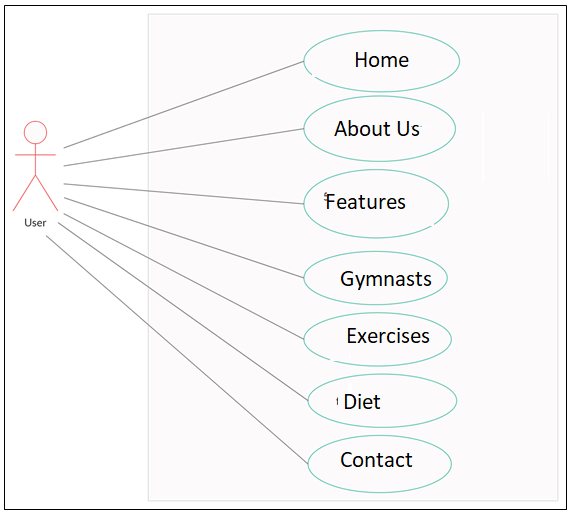 Home
About Us
Features
Gymnasts
Exercises
Diet
Contact
User